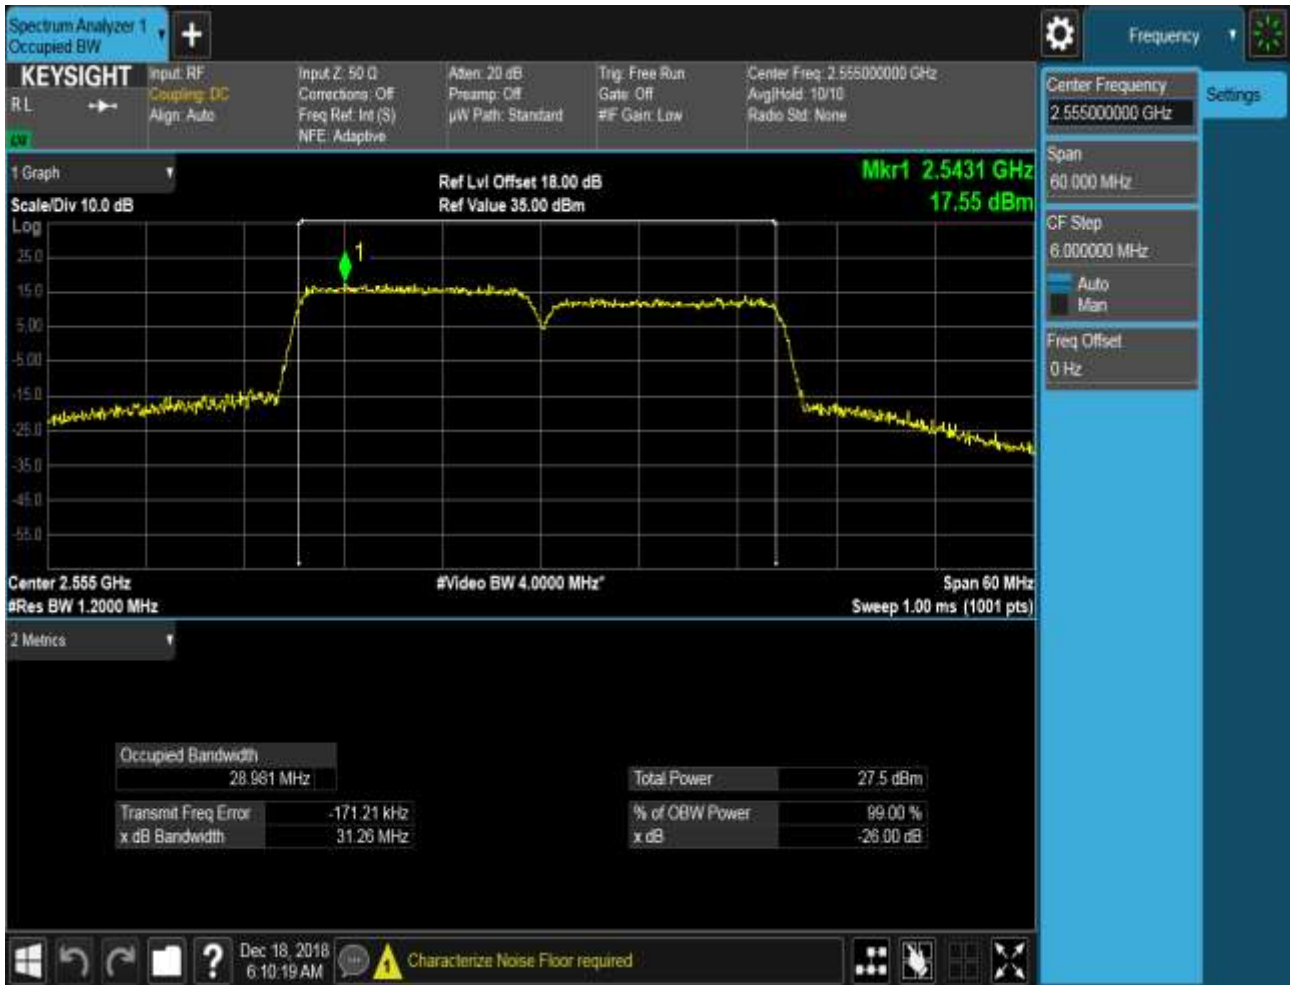 Spectrum Analyzer 1
Occupied BW
Frequency
KEYSIGHT
R L
Input: RF
Coupling: DC
Align: Auto
Input Z: 50 Ω
Corrections: Off
Freq Ref: Int (S)
NFE: Adaptive
Atten: 20 dB
Preamp: Off
µW Path: Standard
Trig: Free Run
Gate: Off
#IF Gain: Low
Center Freq: 2.555000000 GHz
Avg|Hold: 10/10
Radio Std: None
Center Frequency
2.555000000 GHz
Settings
Span
60.000 MHz
CF Step
6.000000 MHz
Auto
Man
Freq Offset
0 Hz
1 Graph
Scale/Div 10.0 dB
Ref Lvl Offset 18.00 dB
Ref Value 35.00 dBm
Mkr1 2.5431 GHz
17.55 dBm
Log
25.0
15.0
5.00
-5.00
-15.0
-25.0
-35.0
-45.0
-55.0
1
Center 2.555 GHz
#Res BW 1.2000 MHz
#Video BW 4.0000 MHz*
Span 60 MHz
Sweep 1.00 ms (1001 pts)
2 Metrics
Occupied Bandwidth
28.981 MHz
Transmit Freq Error -171.21 kHz
x dB Bandwidth 31.26 MHz
Total Power 27.5 dBm
% of OBW Power 99.00 %
x dB -26.00 dB
?
Dec 18, 2018
6:10:19 AM
1
Characterize Noise Floor required